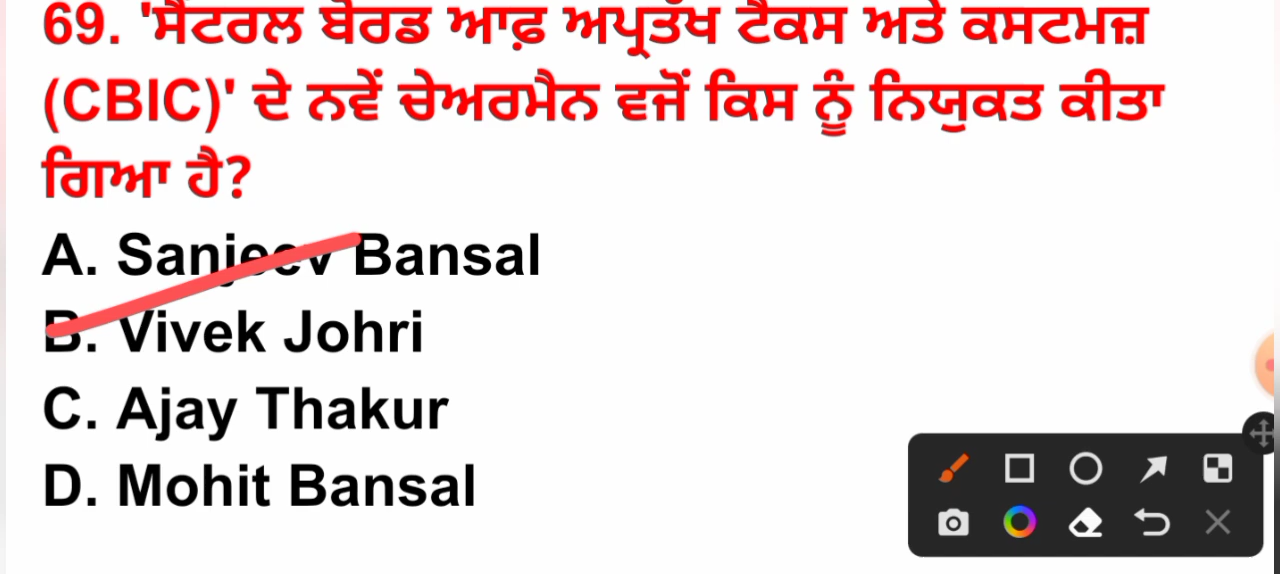 69. 'ਸੈਂਟਰਲ ਬੋਰਡ ਆਫ਼ ਅਪ੍ਰਤੱਖ ਟੈਕਸ ਅਤੇ ਕਸਟਮਜ਼
(CBIC)' ਦੇ ਨਵੇਂ ਚੇਅਰਮੈਨ ਵਜੋਂ ਕਿਸ ਨੂੰ ਨਿਯੁਕਤ ਕੀਤਾ
ਗਿਆ ਹੈ?
A. Sanjeev Bansal
B. Vivek Johri
C. Ajay Thakur
D. Mohit Bansal